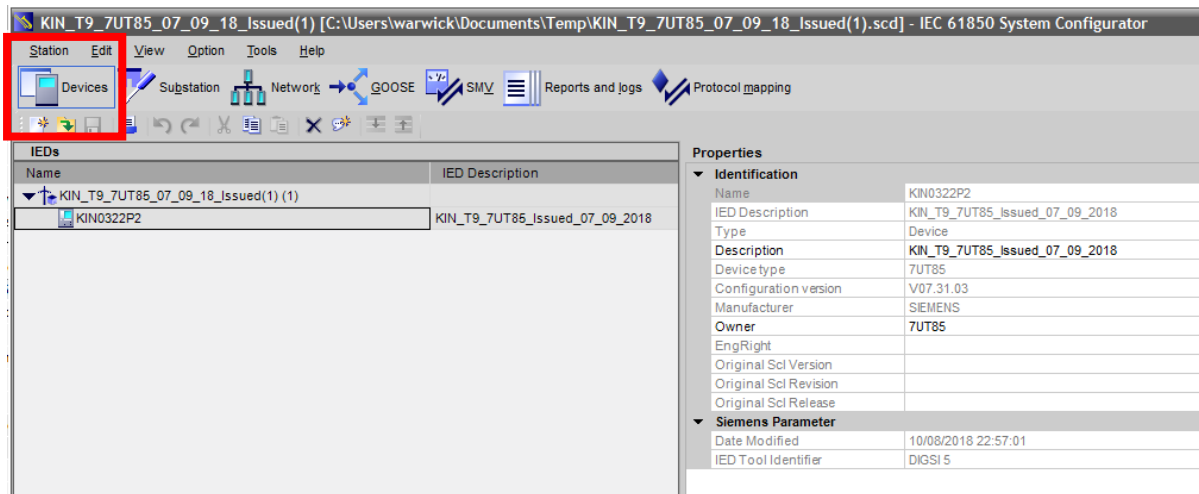 KIN_T9_7UT85_07_09_18_Issued(1) [C:\Users\warwick\Documents\Temp\KIN_T9_7UT85_07_09_18_Issued(1).scd] - IEC 61850 System Configurator
Station Edit View Option Tools Help
Devices Substation Network GOOSE SMV Reports and logs Protocol mapping
IEDs
Name IED Description
KIN_T9_7UT85_07_09_18_Issued(1) (1)
KIN0322P2 KIN_T9_7UT85_Issued_07_09_2018
Properties
Identification
Name KIN0322P2
IED Description KIN_T9_7UT85_Issued_07_09_2018
Type Device
Description KIN_T9_7UT85_Issued_07_09_2018
Devicetype 7UT85
Configuration version V07.31.03
Manufacturer SIEMENS
Owner 7UT85
EngRight
Original Scl Version
Original Scl Revision
Original Scl Release
Siemens Parameter
Date Modified 10/08/2018 22:57:01
IED Tool Identifier DIGSI 5